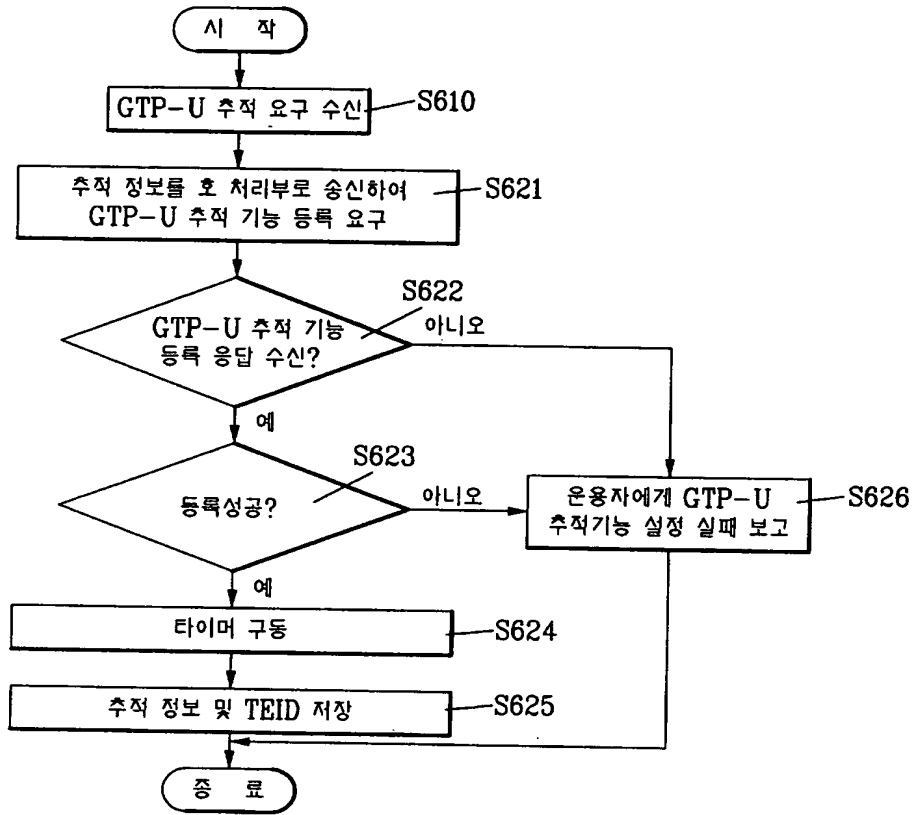 시 작
GTP-U 추적 요구 수신
S610
추적 정보를 호 처리부로 송신하여
GTP-U 추적 기능 등록 요구
S621
S622
GTP-U 추적 기능
등록 응답 수신?
아니오
예
S623
등록성공?
아니오
운용자에게 GTP-U
추적기능 설정 실패 보고
S626
예
타이머 구동
S624
추적 정보 및 TEID 저장
S625
종 료